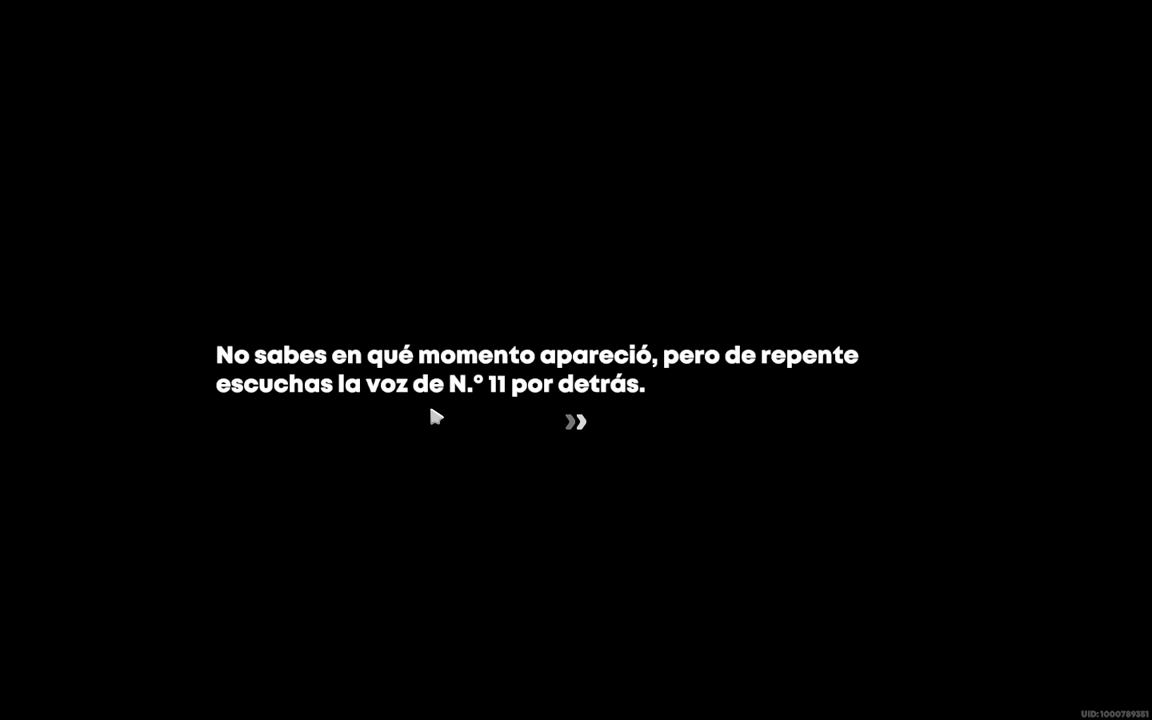 No sabes en qué momento apareció, pero de repente
escuchas la voz de N.º 11 por detrás.
UID:1000789351